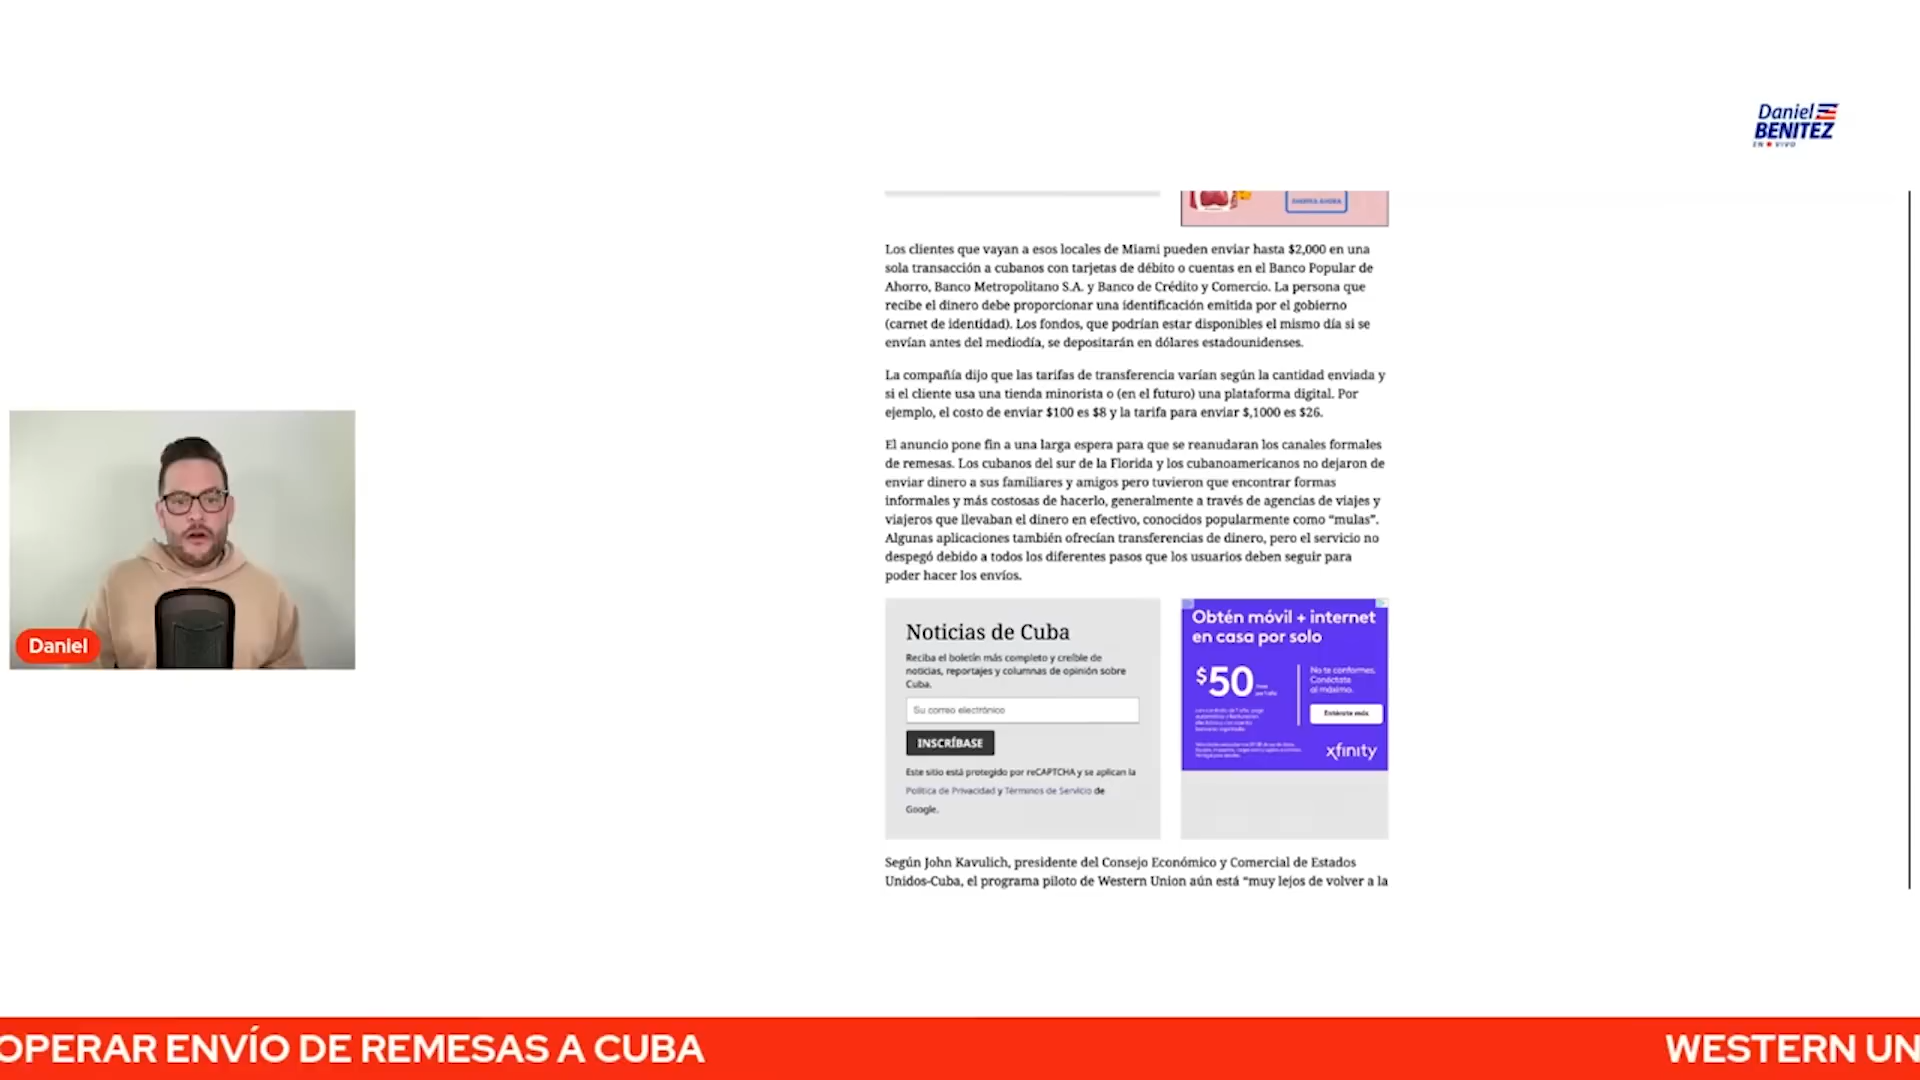 Daniel
BENITEZ
EN VIVO
AHORRA AHORA
Los clientes que vayan a esos locales de Miami pueden enviar hasta $2,000 en una
sola transacción a cubanos con tarjetas de débito o cuentas en el Banco Popular de
Ahorro, Banco Metropolitano S.A. y Banco de Crédito y Comercio. La persona que
recibe el dinero debe proporcionar una identificación emitida por el gobierno
(carnet de identidad). Los fondos, que podrían estar disponibles el mismo día si se
envían antes del mediodía, se depositarán en dólares estadounidenses.
La compañía dijo que las tarifas de transferencia varían según la cantidad enviada y
si el cliente usa una tienda minorista o (en el futuro) una plataforma digital. Por
ejemplo, el costo de enviar $100 es $8 y la tarifa para enviar $,1000 es $26.
El anuncio pone fin a una larga espera para que se reanudaran los canales formales
de remesas. Los cubanos del sur de la Florida y los cubanoamericanos no dejaron de
enviar dinero a sus familiares y amigos pero tuvieron que encontrar formas
informales y más costosas de hacerlo, generalmente a través de agencias de viajes y
viajeros que llevaban el dinero en efectivo, conocidos popularmente como “mulas”.
Algunas aplicaciones también ofrecían transferencias de dinero, pero el servicio no
despegó debido a todos los diferentes pasos que los usuarios deben seguir para
poder hacer los envíos.
Noticias de Cuba
Reciba el boletín más completo y creíble de
noticias, reportajes y columnas de opinión sobre
Cuba.
Su correo electrónico
INSCRÍBASE
Este sitio está protegido por reCAPTCHA y se aplican la
Política de Privacidad y Términos de Servicio de
Google.
Obtén móvil + internet
en casa por solo
$50
No te conformes.
Conéctate
al máximo.
Entérate más
xfinity
Según John Kavulich, presidente del Consejo Económico y Comercial de Estados
Unidos-Cuba, el programa piloto de Western Union aún está “muy lejos de volver a la
Daniel
OPERAR ENVÍO DE REMESAS A CUBA
WESTERN UN